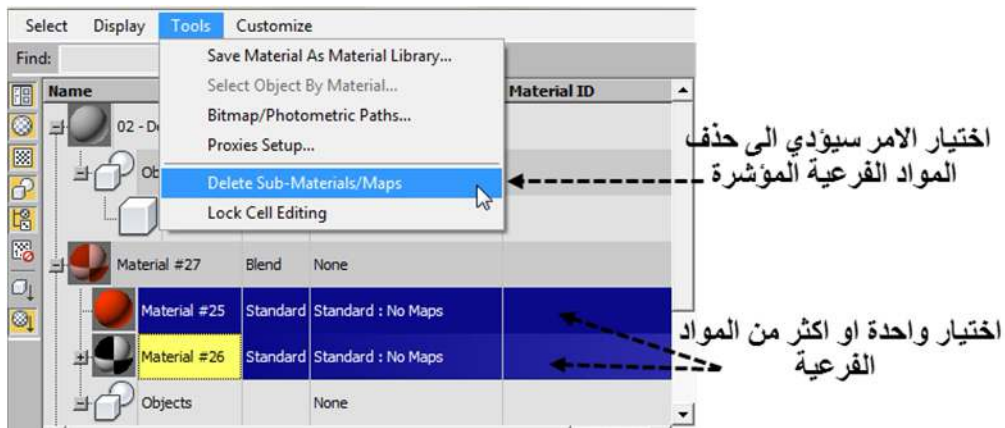 Select Display Tools Customize
Find:
Save Material As Material Library...
Name
Select Object By Material...
Material ID
Bitmap/Photometric Paths...
02 - De
Proxies Setup...
Ob
Delete Sub-Materials/Maps
Lock Cell Editing
اختيار الامر سيؤدي الى حذف
المواد الفرعية المؤشرة
Material #27 Blend None
Material #25 Standard Standard : No Maps
Material #26 Standard Standard : No Maps
Objects None
اختيار واحدة او اكثر من المواد
الفرعية